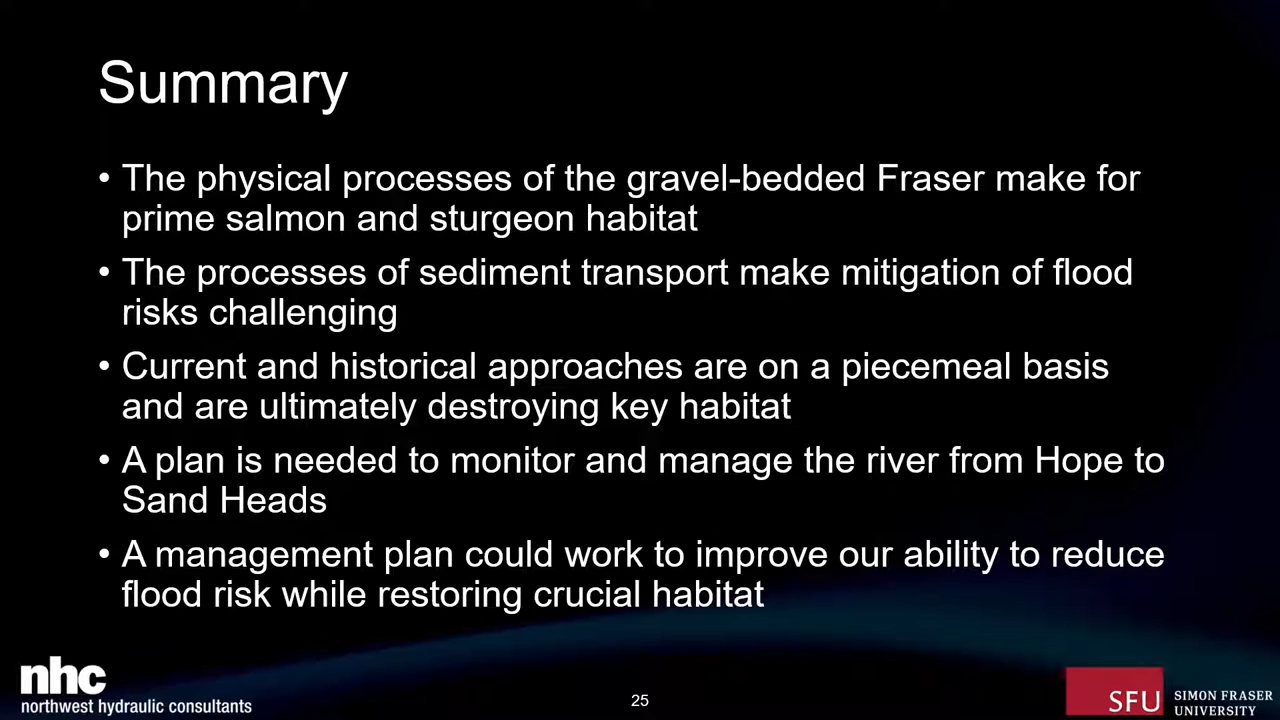 Summary
• The physical processes of the gravel-bedded Fraser make for
prime salmon and sturgeon habitat
• The processes of sediment transport make mitigation of flood
risks challenging
• Current and historical approaches are on a piecemeal basis
and are ultimately destroying key habitat
• A plan is needed to monitor and manage the river from Hope to
Sand Heads
• A management plan could work to improve our ability to reduce
flood risk while restoring crucial habitat
nhc
northwest hydraulic consultants
25
SFU
SIMON FRASER
UNIVERSITY